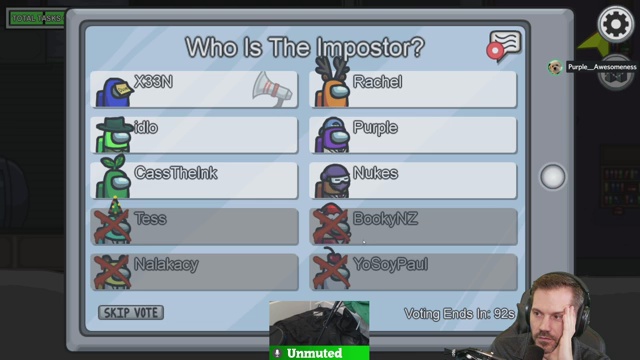 TOTAL TASKS
Who Is The Impostor?
Purple__Awesomeness
X33N
Rachel
idlo
Purple
CassTheInk
Nukes
Tess
BookyNZ
Nalakacy
YoSoyPaul
SKIP VOTE
Voting Ends In: 92s
Unmuted